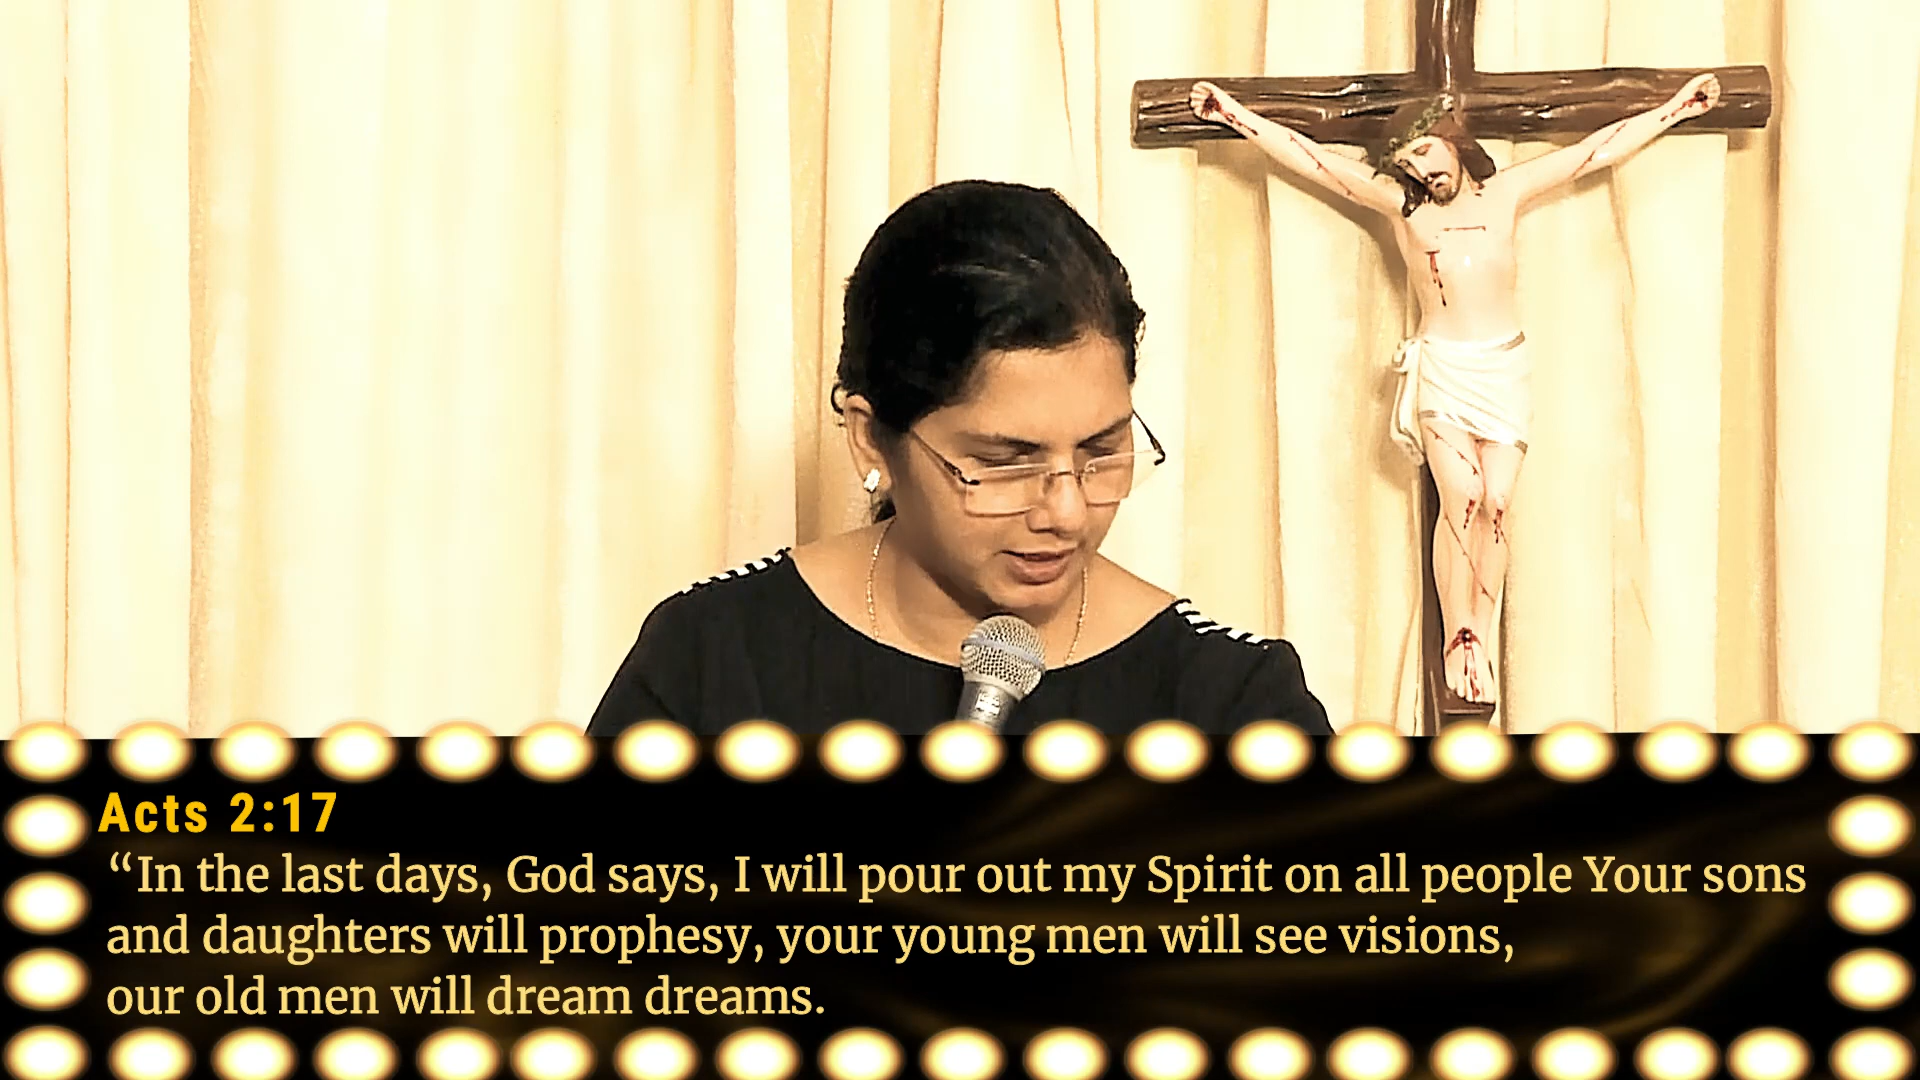 Acts 2:17
“In the last days, God says, I will pour out my Spirit on all people Your sons
and daughters will prophesy, your young men will see visions,
our old men will dream dreams.